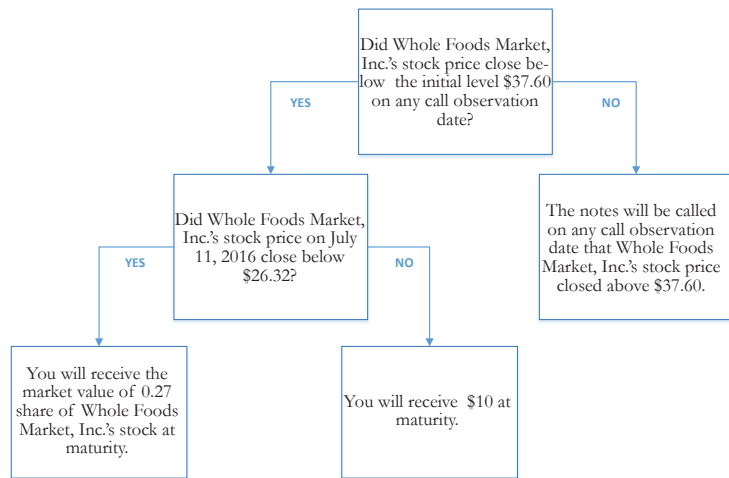 Did Whole Foods Market,
Inc.'s stock price close be-
low the initial level $37.60
on any call observation
date?
YES
NO
Did Whole Foods Market,
Inc.'s stock price on July
11, 2016 close below
$26.32?
The notes will be called
on any call observation
date that Whole Foods
Market, Inc.'s stock price
closed above $37.60.
YES
NO
You will receive the
market value of 0.27
share of Whole Foods
Market, Inc.'s stock at
maturity.
You will receive $10 at
maturity.